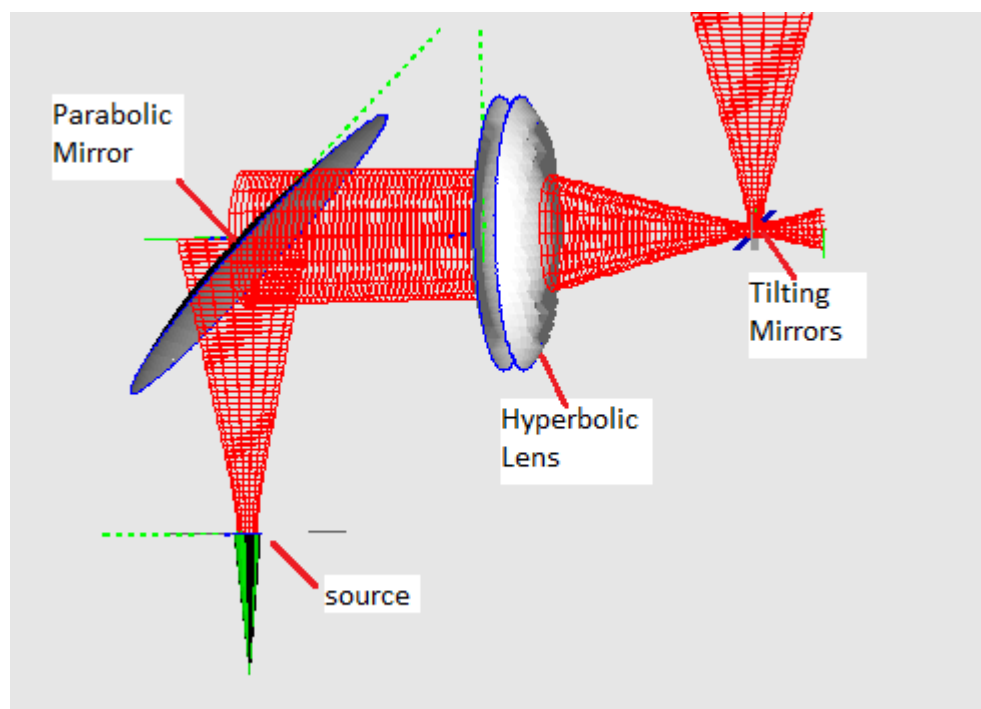 Parabolic
Mirror
Tilting
Mirrors
Hyperbolic
Lens
source